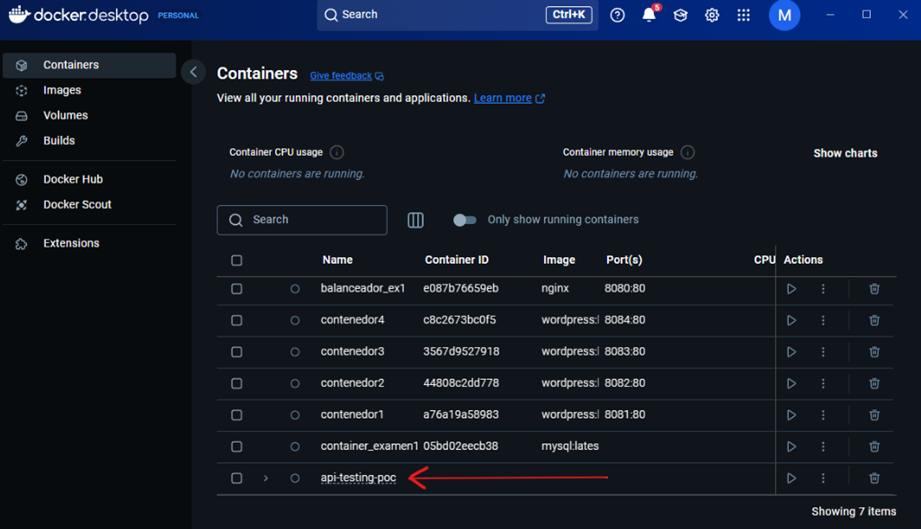 docker.desktop PERSONAL Search Ctrl+K 5 M
Containers
Images
Volumes
Builds
Docker Hub
Docker Scout
Extensions
Containers Give feedback
View all your running containers and applications. Learn more
Container CPU usage
No containers are running.
Container memory usage
No containers are running.
Show charts
Search
Only show running containers
Name Container ID Image Port(s) CPU Actions
balanceador_ex1 e087b76659eb nginx 8080:80
contenedor4 c8c2673bc0f5 wordpress: 8084:80
contenedor3 3567d9527918 wordpress: 8083:80
contenedor2 44808c2dd778 wordpress: 8082:80
contenedor1 a76a19a58983 wordpress: 8081:80
container_examen1 05bd02eecb38 mysql:lates
api-testing-poc
Showing 7 items